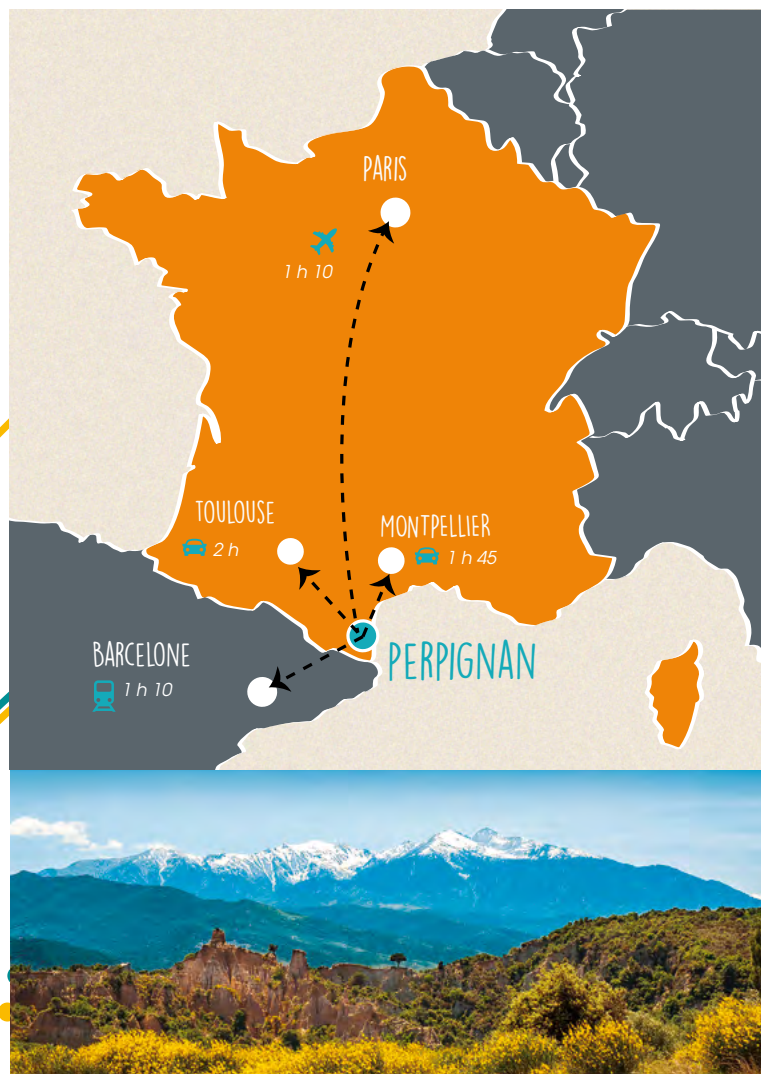 PARIS
1 h 10
TOULOUSE
2 h
MONTPELLIER
1 h 45
BARCELONE
1 h 10
PERPIGNAN